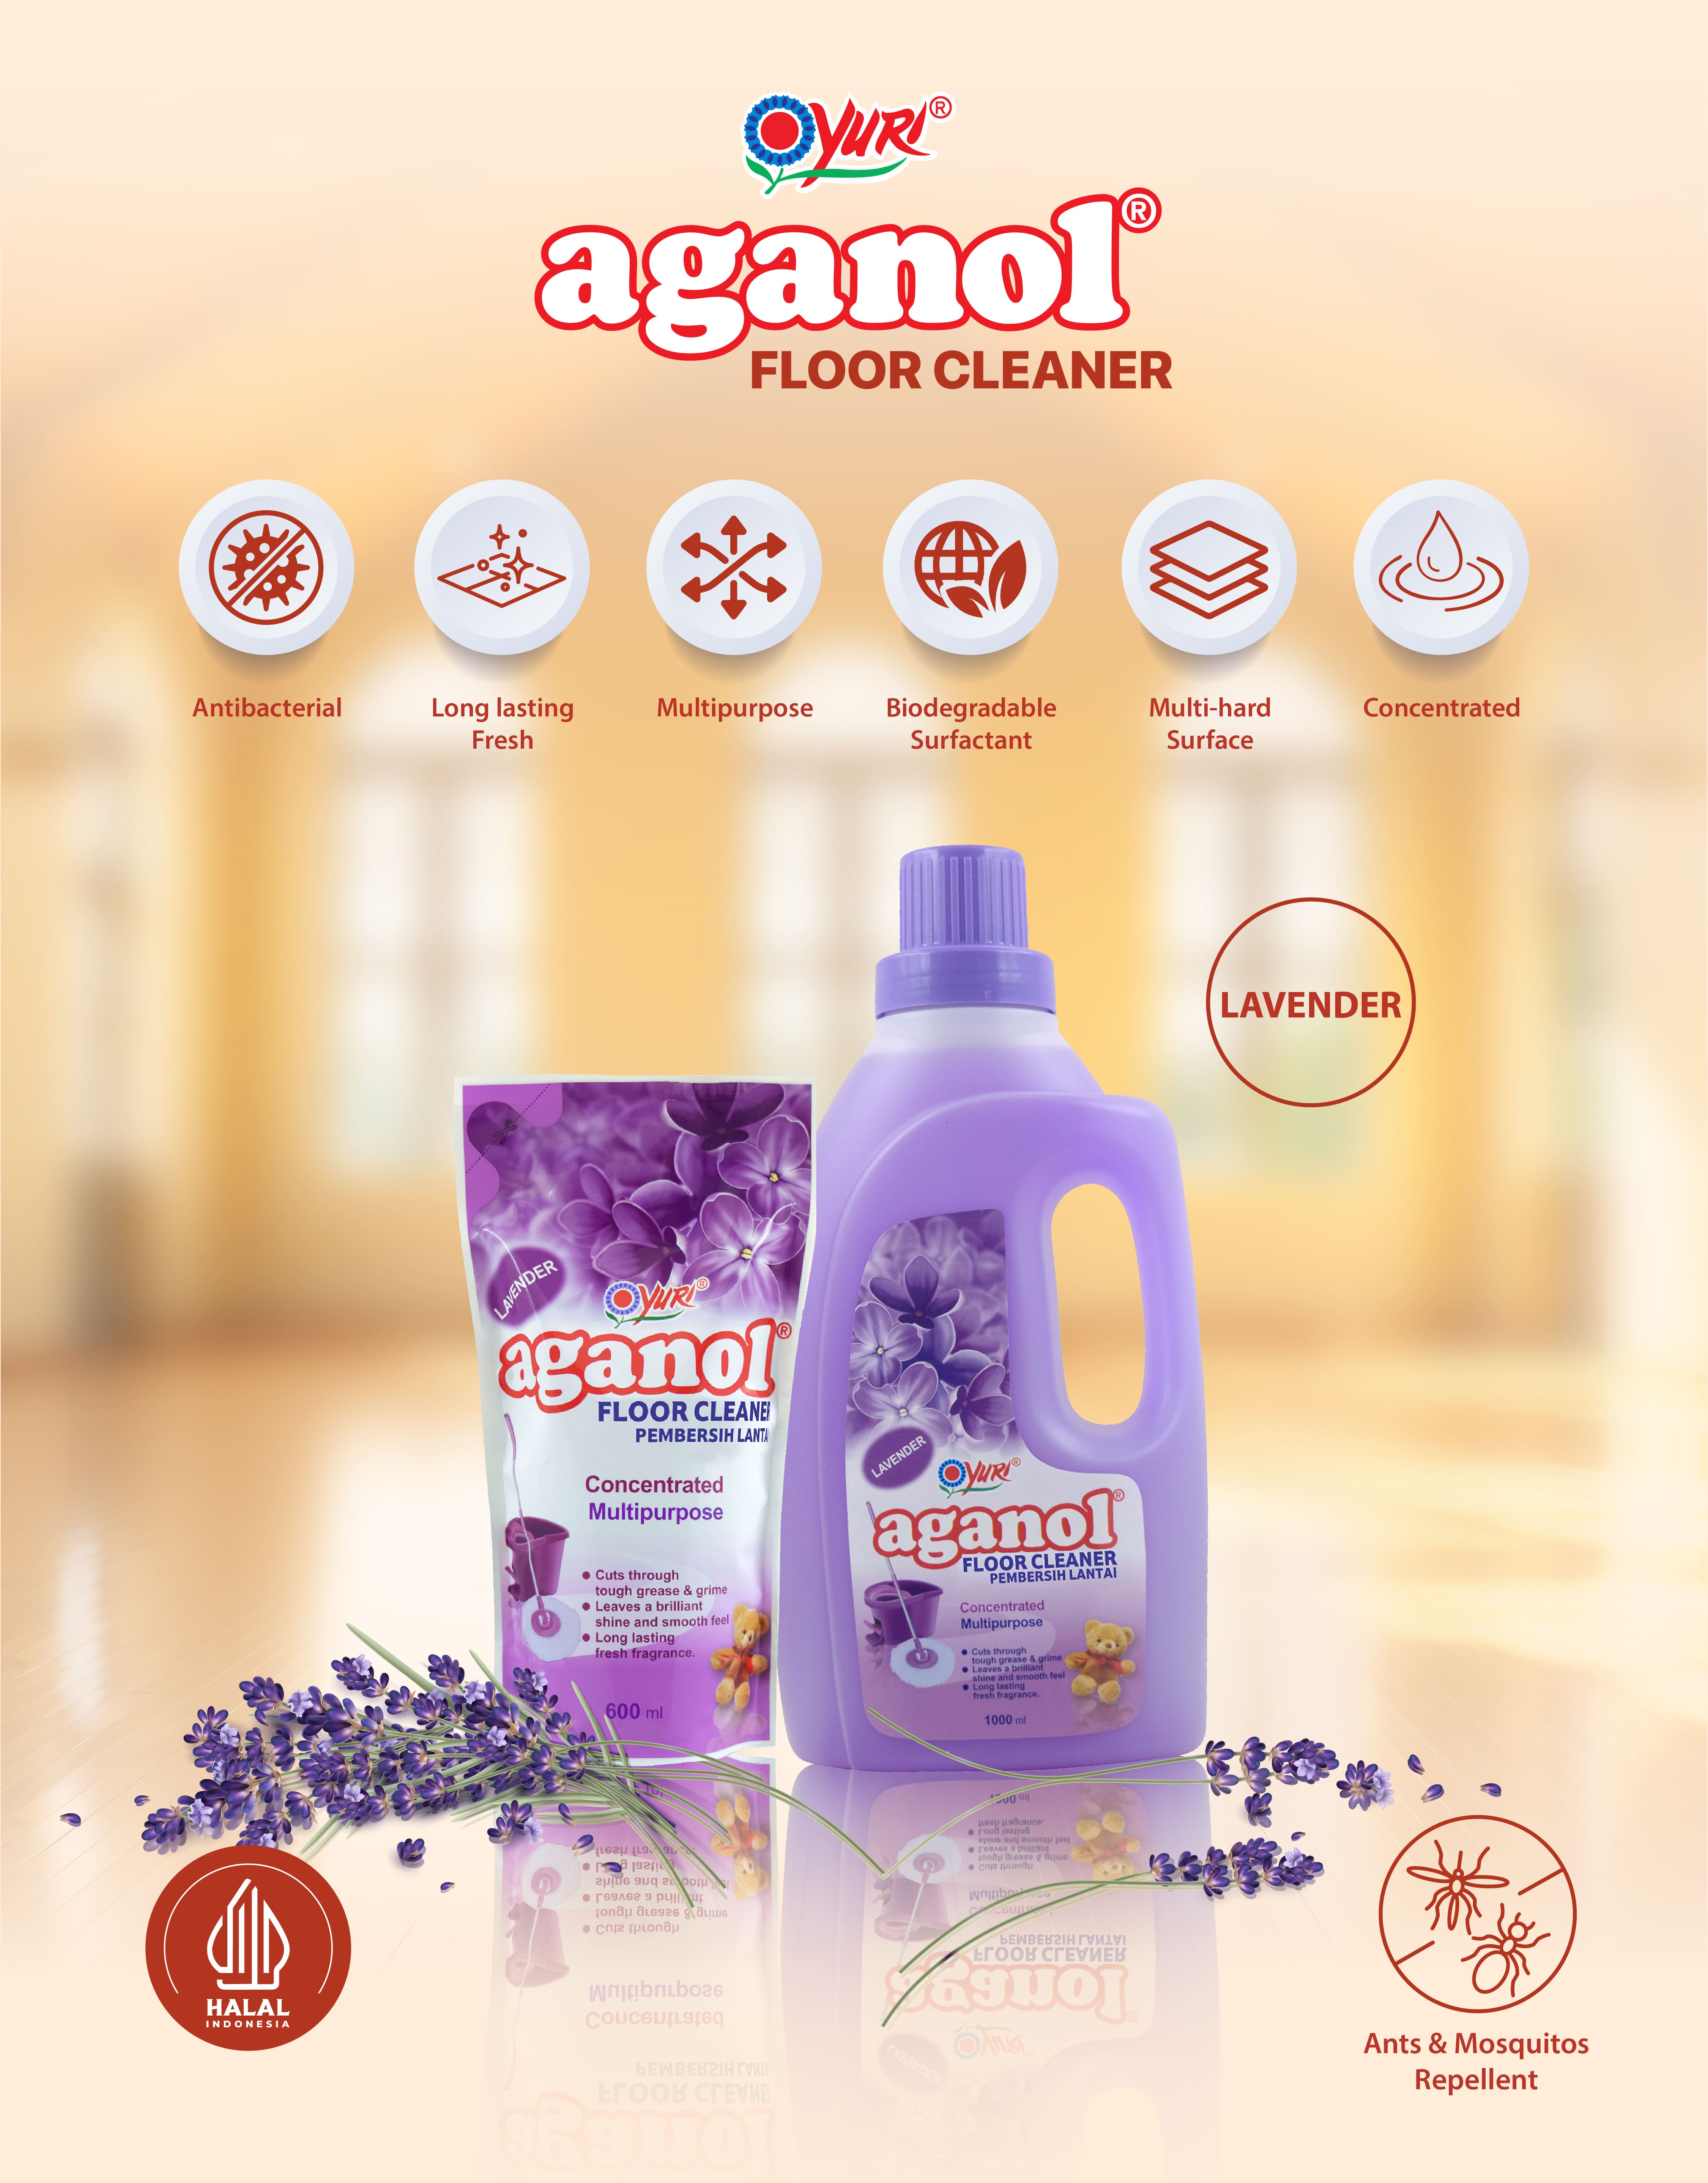 YURI®
aganol®
FLOOR CLEANER
Antibacterial
Long lasting
Fresh
Multipurpose
Biodegradable
Surfactant
Multi-hard
Surface
Concentrated
LAVENDER
LAVENDER
YURI®
aganol®
FLOOR CLEANE
PEMBERSIH LANTA
Concentrated
Multipurpose
● Cuts through
tough grease & grime
● Leaves a brilliant
shine and smooth feel
● Long lasting
fresh fragrance.
600 ml
LAVENDER
YURI®
aganol®
FLOOR CLEANER
PEMBERSIH LANTAI
Concentrated
Multipurpose
● Cuts through
tough grease & grime
● Leaves a brilliant
shine and smooth feel
● Long lasting
fresh fragrance.
1000 ml
HALAL
INDONESIA
Ants & Mosquitos
Repellent